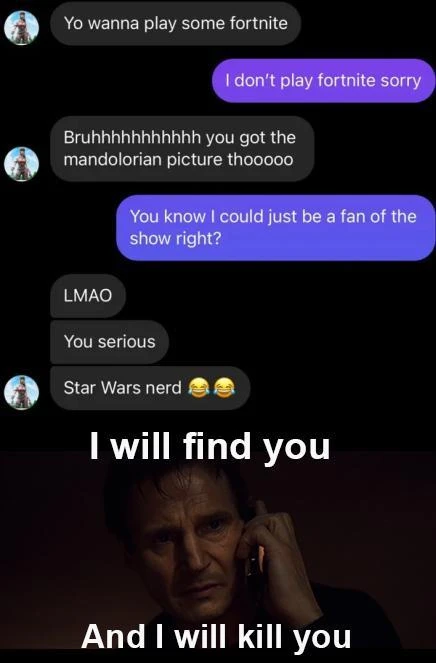 Yo wanna play some fortnite
I don't play fortnite sorry
Bruhhhhhhhhhhh you got the
mandolorian picture thooooo
You know I could just be a fan of the
show right?
LMAO
You serious
Star Wars nerd 😂😂
I will find you
And I will kill you